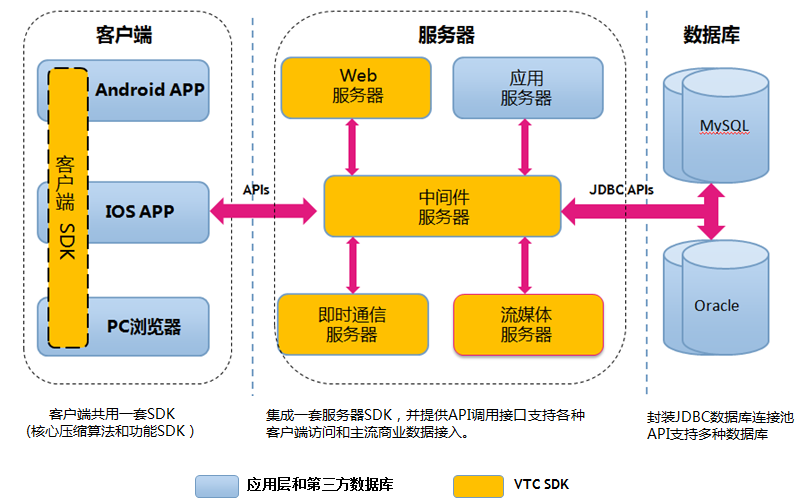 客户端
服务器
数据库
Android APP
IOS APP
PC浏览器
客户端 SDK
APIs
Web
服务器
应用
服务器
中间件
服务器
即时通信
服务器
流媒体
服务器
JDBC APIs
MySQL
Oracle
客户端共用一套SDK
(核心压缩算法和功能SDK）
集成一套服务器SDK，并提供API调用接口支持各种
客户端访问和主流商业数据接入。
封装JDBC数据库连接池
API支持多种数据库
应用层和第三方数据库
VTC SDK